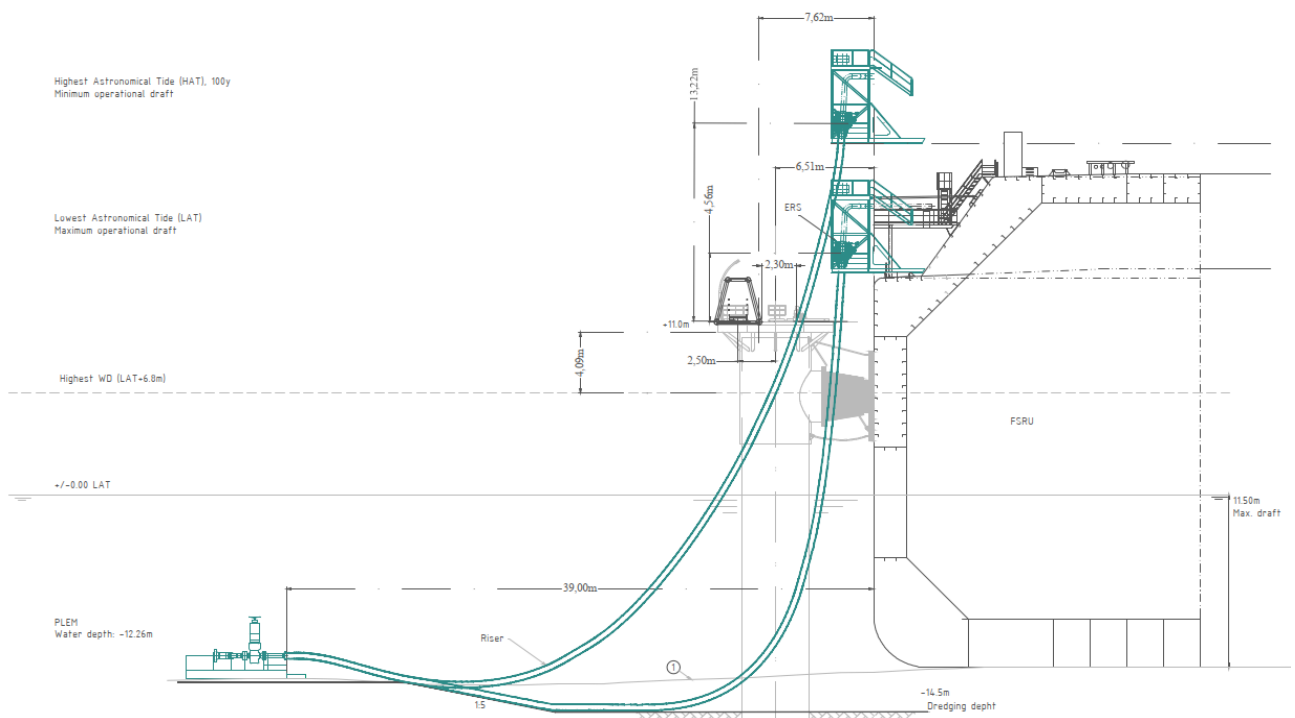 7,62m
Highest Astronomical Tide (HAT), 100y
Minimum operational draft
13,22m
6,51m
4,56m
ERS
Lowest Astronomical Tide (LAT)
Maximum operational draft
2,30m
+11.0m
2,50m
4,09m
Highest WD (LAT+6.8m)
FSRU
+/-0.00 LAT
11.50m
Max. draft
39,00m
PLEM
Water depth: -12.26m
Riser
1
-14.5m
Dredging depht
1:5